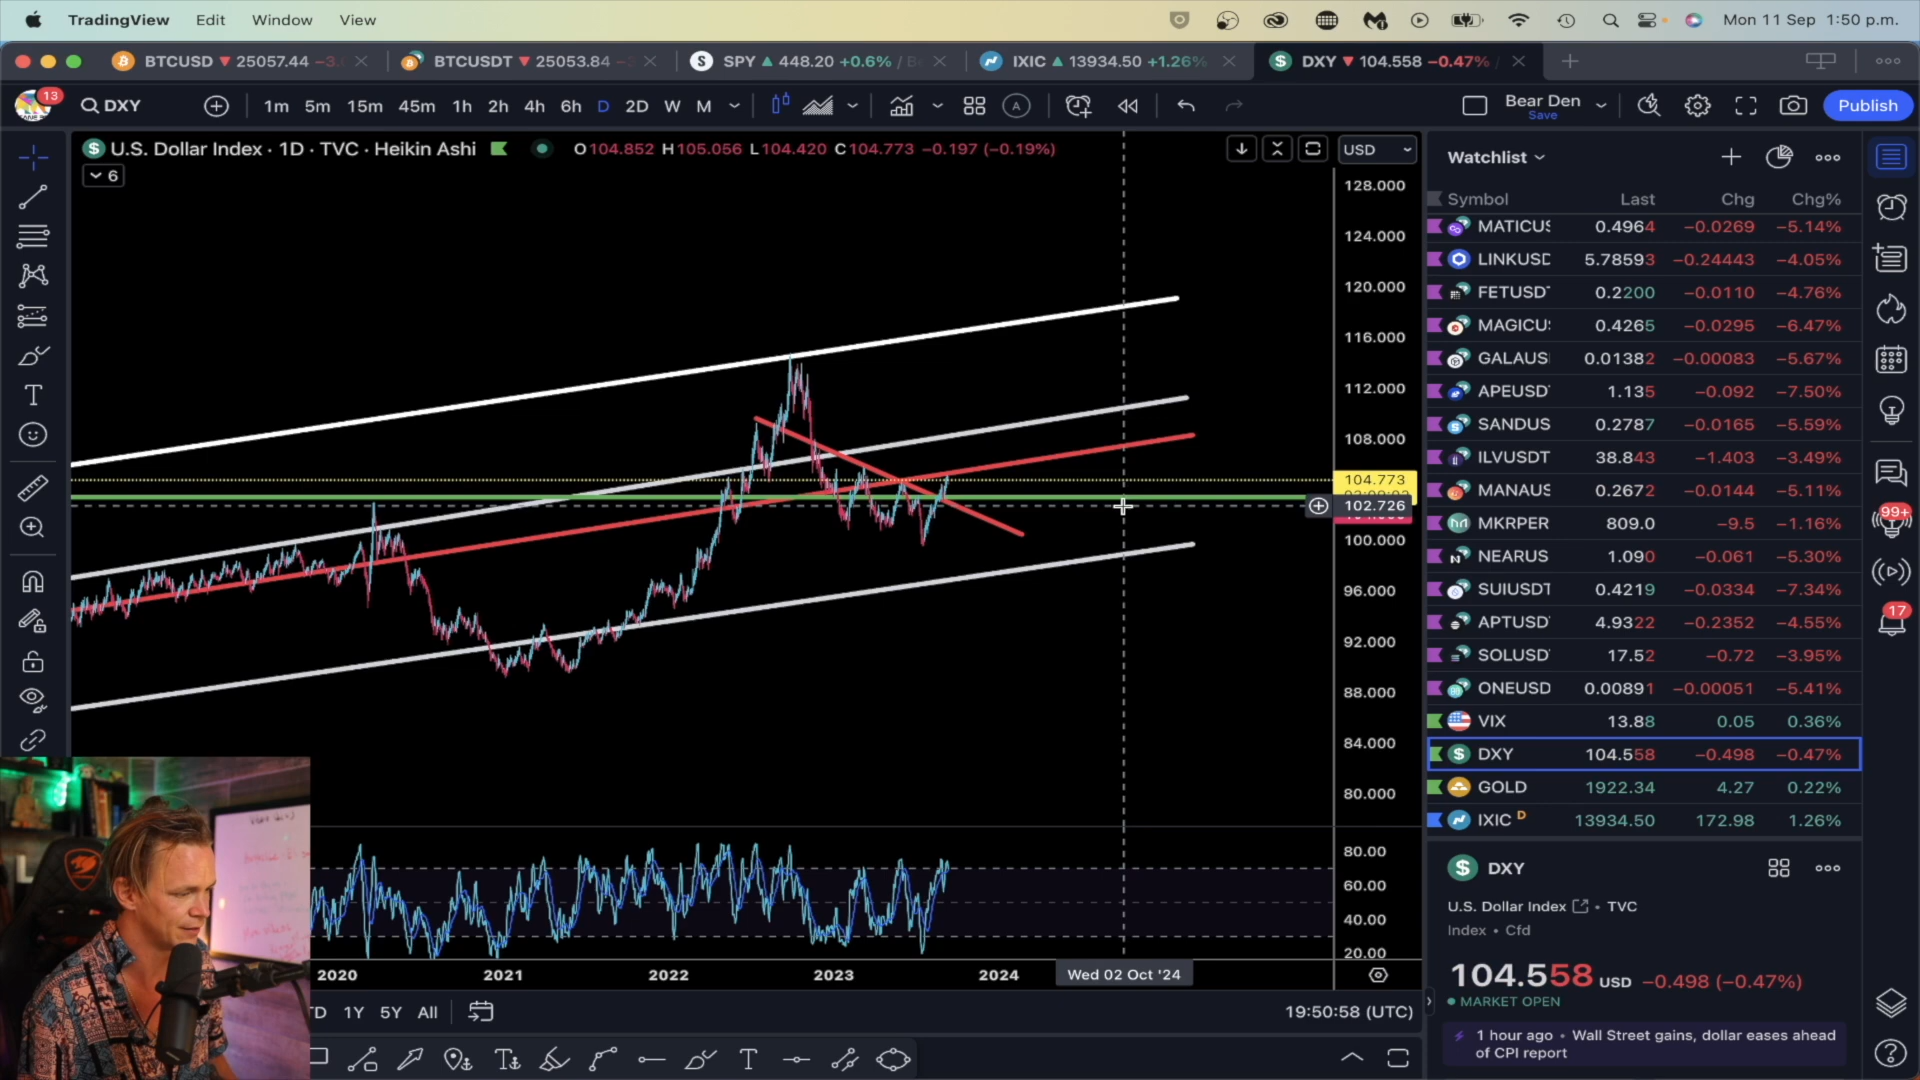 TradingView Edit Window View Mon 11 Sep 1:50 p.m.
BTCUSD 25057.44 BTCUSDT 25053.84 SPY 448.20 +0.6% IXIC 13934.50 +1.26% DXY 104.558 −0.47%
13 DXY 1m 5m 15m 45m 1h 2h 4h 6h D 2D W M A Bear Den Save Publish
U.S. Dollar Index · 1D · TVC · Heikin Ashi O104.852 H105.056 L104.420 C104.773 −0.197 (−0.19%) USD
6
128.000
124.000
120.000
116.000
112.000
108.000
104.773
102.726
100.000
96.000
92.000
88.000
84.000
80.000
80.00
60.00
40.00
20.00
2020 2021 2022 2023 2024 Wed 02 Oct '24
1Y 5Y All 19:50:58 (UTC)
Watchlist
Symbol Last Chg Chg%
MATICUS 0.4964 −0.0269 −5.14%
LINKUSD 5.78593 −0.24443 −4.05%
FETUSD 0.2200 −0.0110 −4.76%
MAGICU 0.4265 −0.0295 −6.47%
GALAUS 0.01382 −0.00083 −5.67%
APEUSD 1.135 −0.092 −7.50%
SANDUS 0.2787 −0.0165 −5.59%
ILVUSDT 38.843 −1.403 −3.49%
MANAUS 0.2672 −0.0144 −5.11%
MKRPER 809.0 −9.5 −1.16%
NEARUS 1.090 −0.061 −5.30%
SUIUSDT 0.4219 −0.0334 −7.34%
APTUSD 4.9322 −0.2352 −4.55%
SOLUSD 17.52 −0.72 −3.95%
ONEUSD 0.00891 −0.00051 −5.41%
VIX 13.88 0.05 0.36%
DXY 104.558 −0.498 −0.47%
GOLD 1922.34 4.27 0.22%
IXIC D 13934.50 172.98 1.26%
DXY
U.S. Dollar Index • TVC
Index • Cfd
104.558 USD −0.498 (−0.47%)
MARKET OPEN
1 hour ago • Wall Street gains, dollar eases ahead
of CPI report
99+
17